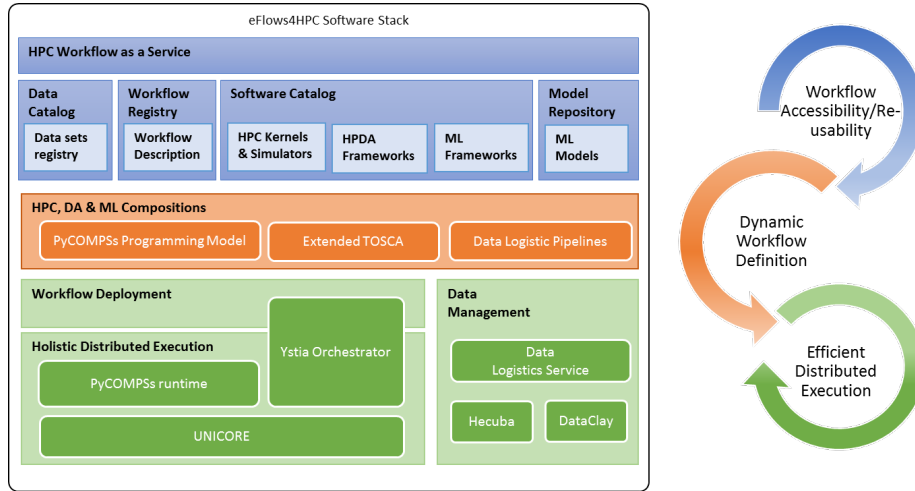 eFlows4HPC Software Stack
HPC Workflow as a Service
Data
Catalog
Data sets
registry
Workflow
Registry
Workflow
Description
Software Catalog
HPC Kernels
& Simulators
HPDA
Frameworks
ML
Frameworks
Model
Repository
ML
Models
HPC, DA & ML Compositions
PyCOMPSs Programming Model
Extended TOSCA
Data Logistic Pipelines
Workflow Deployment
Ystia Orchestrator
Holistic Distributed Execution
PyCOMPSs runtime
UNICORE
Data
Management
Data
Logistics Service
Hecuba
DataClay
Workflow
Accessibility/Re-
usability
Dynamic
Workflow
Definition
Efficient
Distributed
Execution